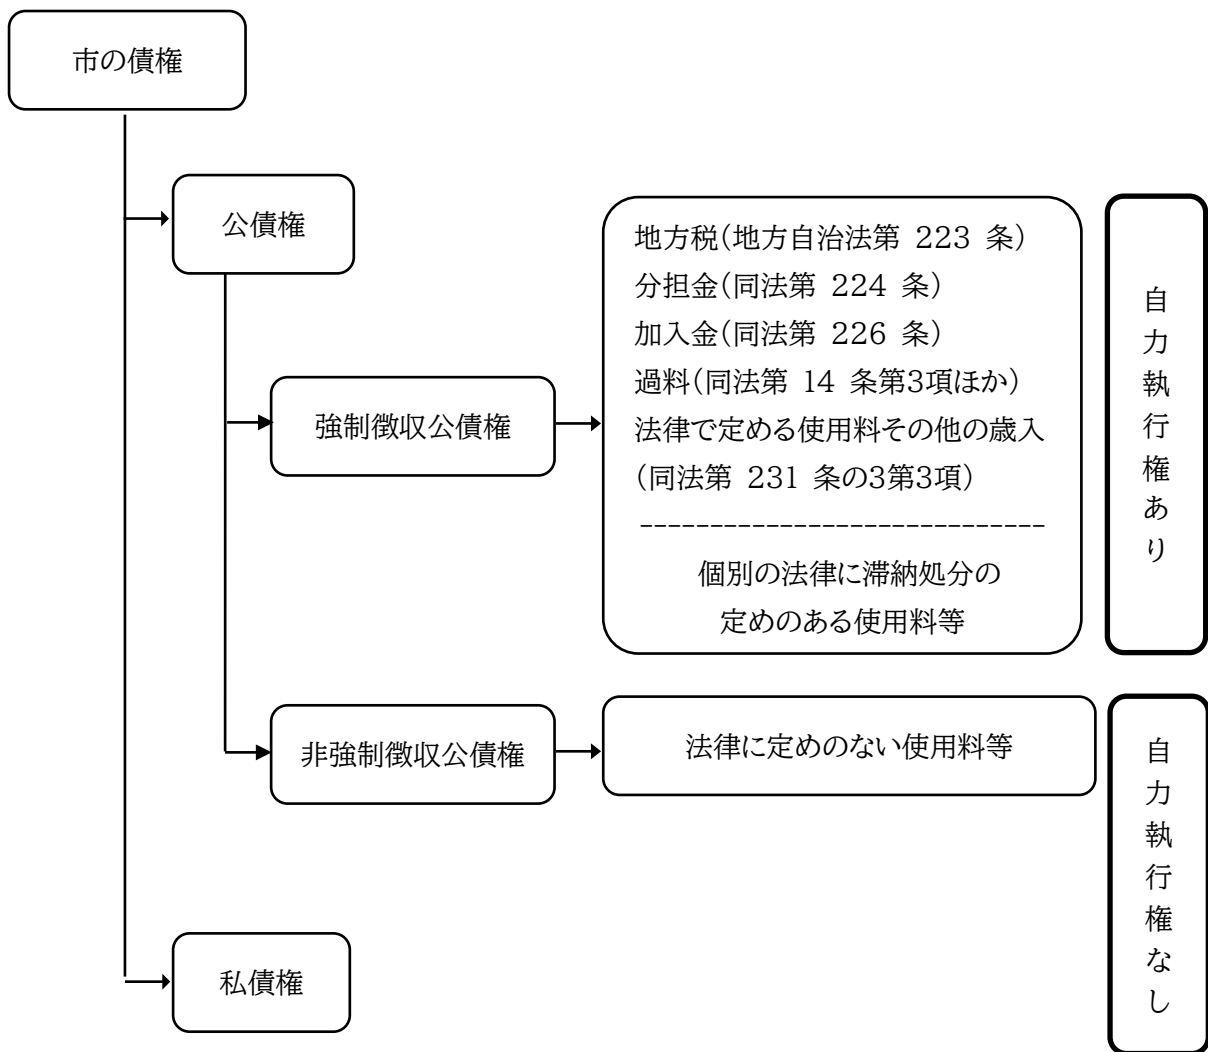 市の債権
公債権
強制徴収公債権
地方税(地方自治法第 223 条)
分担金(同法第 224 条)
加入金(同法第 226 条)
過料(同法第 14 条第3項ほか)
法律で定める使用料その他の歳入
(同法第 231 条の3第3項)
-----------------------------
個別の法律に滞納処分の
定めのある使用料等
自力執行権あり
非強制徴収公債権
法律に定めのない使用料等
自力執行権なし
私債権